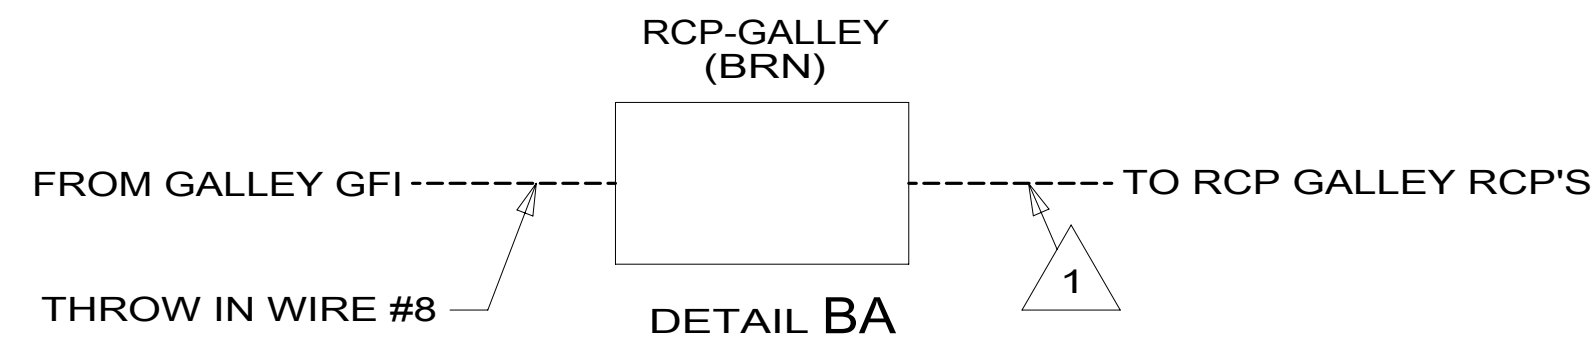 RCP-GALLEY
(BRN)
FROM GALLEY GFI
TO RCP GALLEY RCP'S
THROW IN WIRE #8
1
DETAIL BA